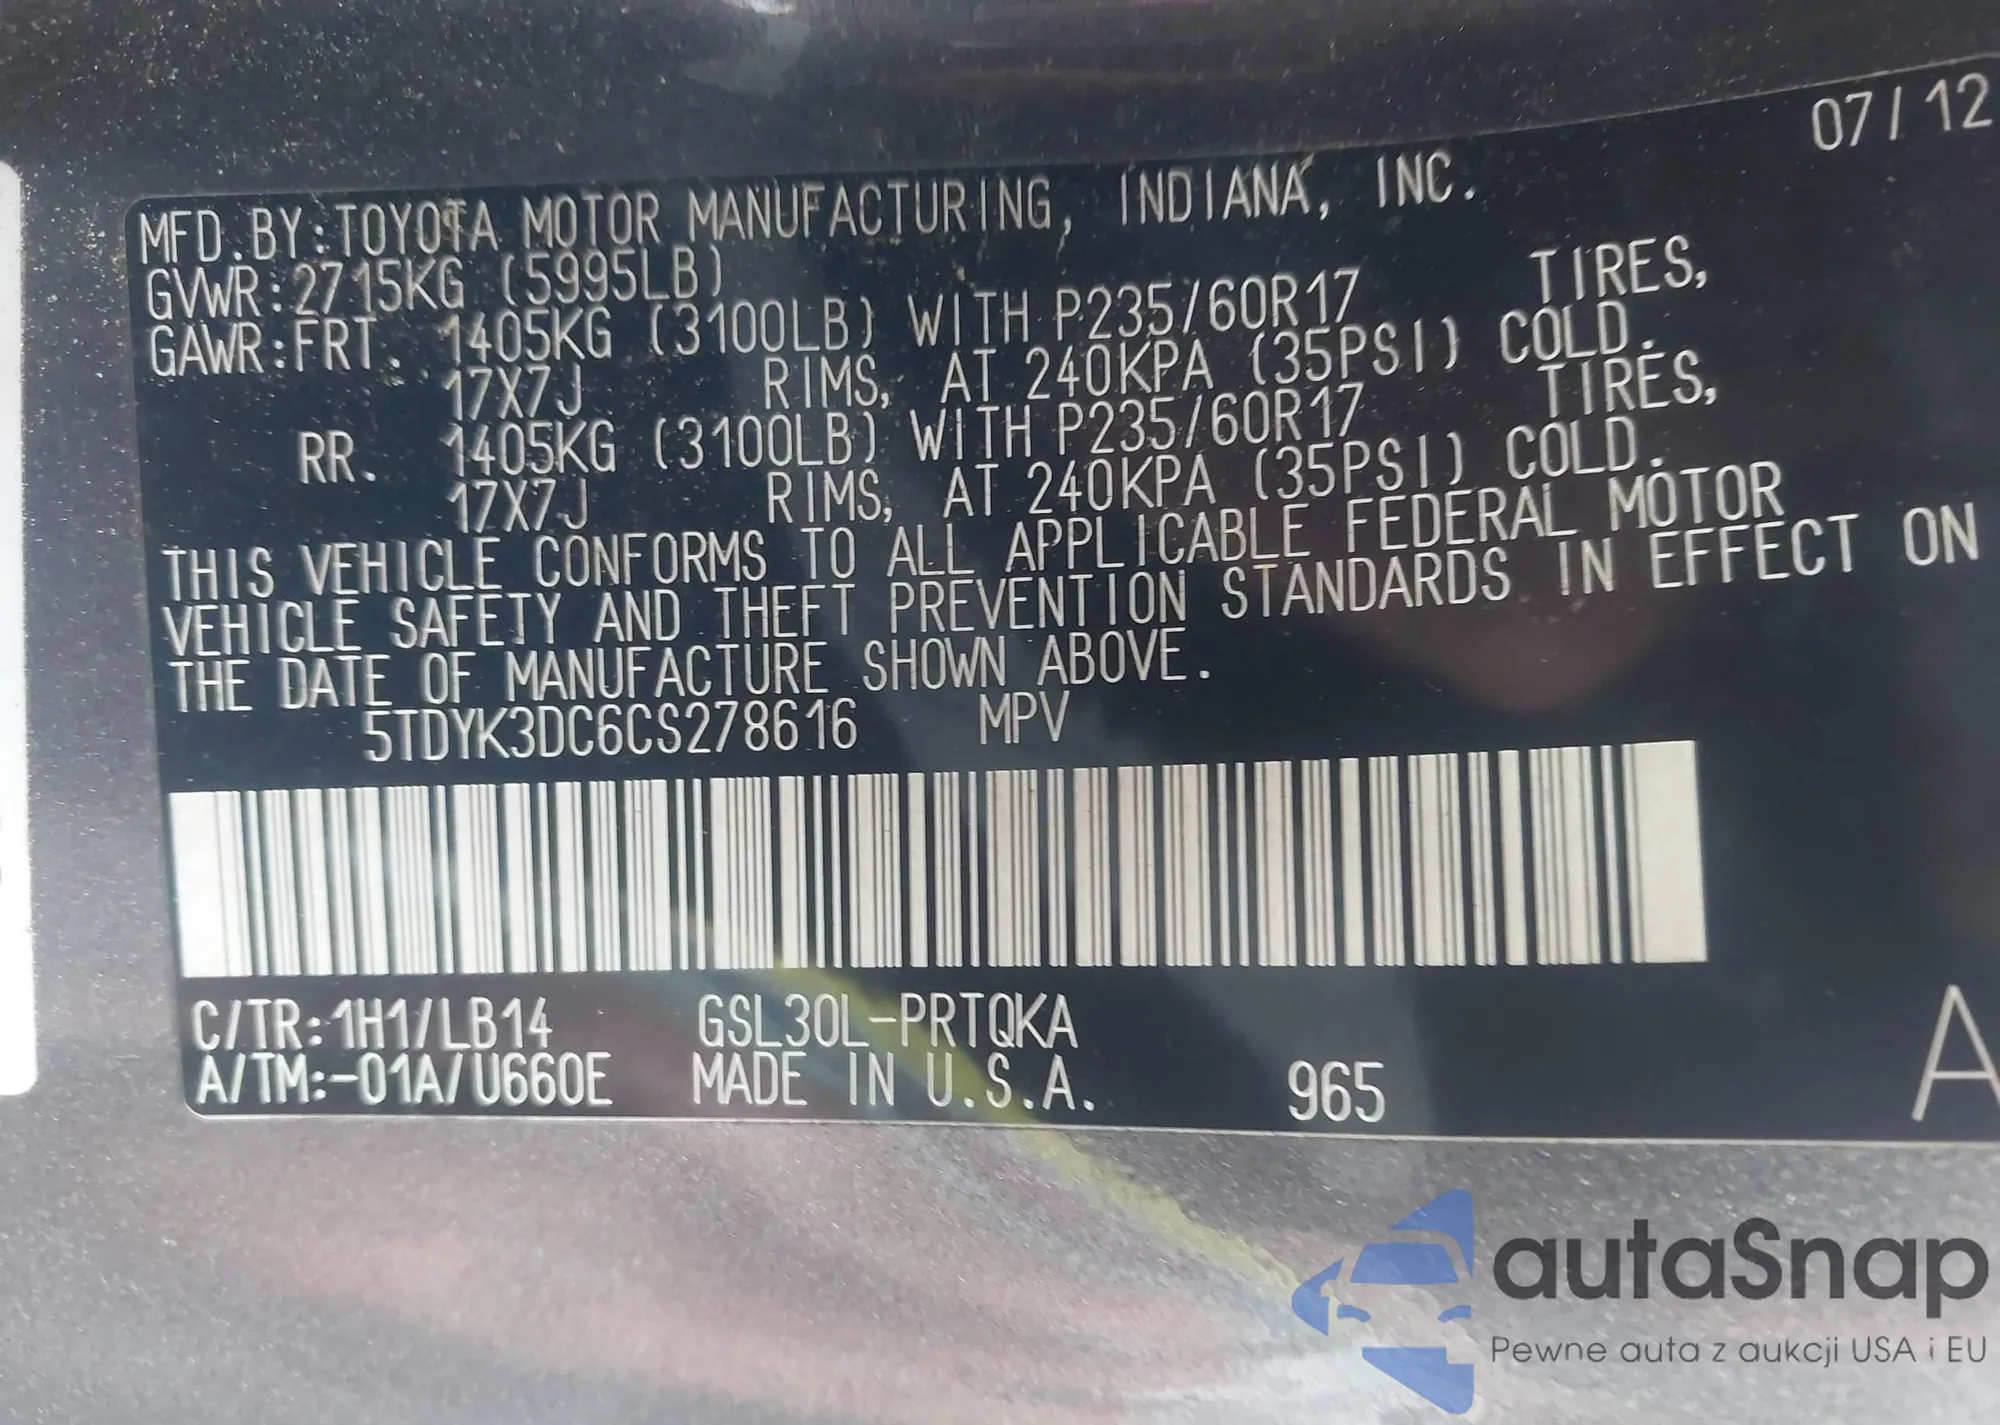 07/12
MFD.BY:TOYOTA MOTOR MANUFACTURING, INDIANA, INC.
GVWR:2715KG (5995LB)
GAWR:FRT. 1405KG (3100LB) WITH P235/60R17 TIRES,
17X7J RIMS, AT 240KPA (35PSI) COLD.
RR. 1405KG (3100LB) WITH P235/60R17 TIRES,
17X7J RIMS, AT 240KPA (35PSI) COLD.
THIS VEHICLE CONFORMS TO ALL APPLICABLE FEDERAL MOTOR
VEHICLE SAFETY AND THEFT PREVENTION STANDARDS IN EFFECT ON
THE DATE OF MANUFACTURE SHOWN ABOVE.
5TDYK3DC6CS278616 MPV
C/TR:1H1/LB14 GSL30L-PRTQKA
A/TM:-01A/U660E MADE IN U.S.A. 965
A
autaSnap
Pewne auta z aukcji USA i EU